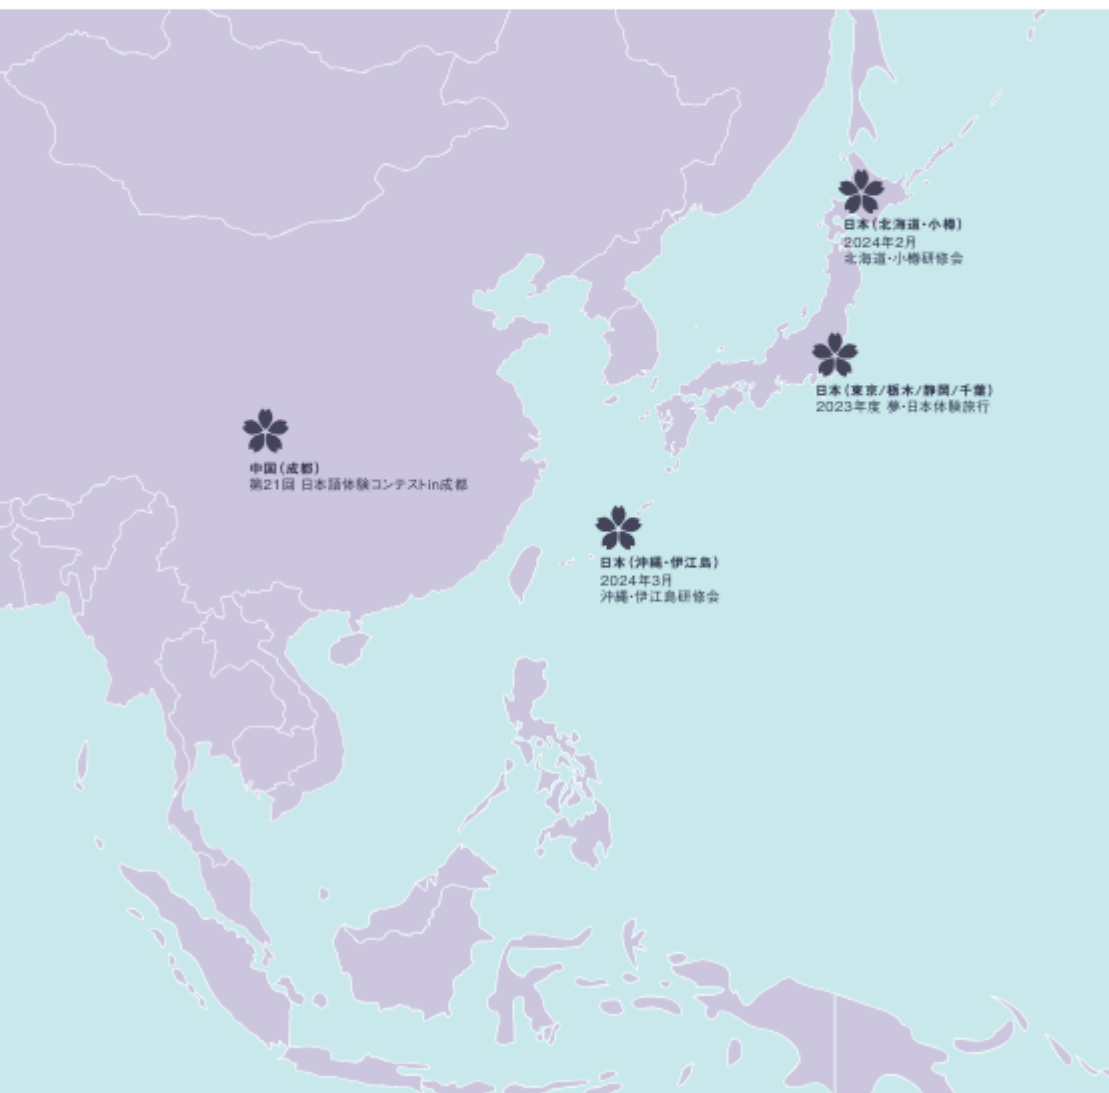 日本(北海道・小樽)
2024年2月
北海道・小樽研修会
日本(東京/栃木/静岡/千葉)
2023年度 夢・日本体験旅行
中国(成都)
第21回 日本語体験コンテストin成都
日本(沖縄・伊江島)
2024年3月
沖縄・伊江島研修会